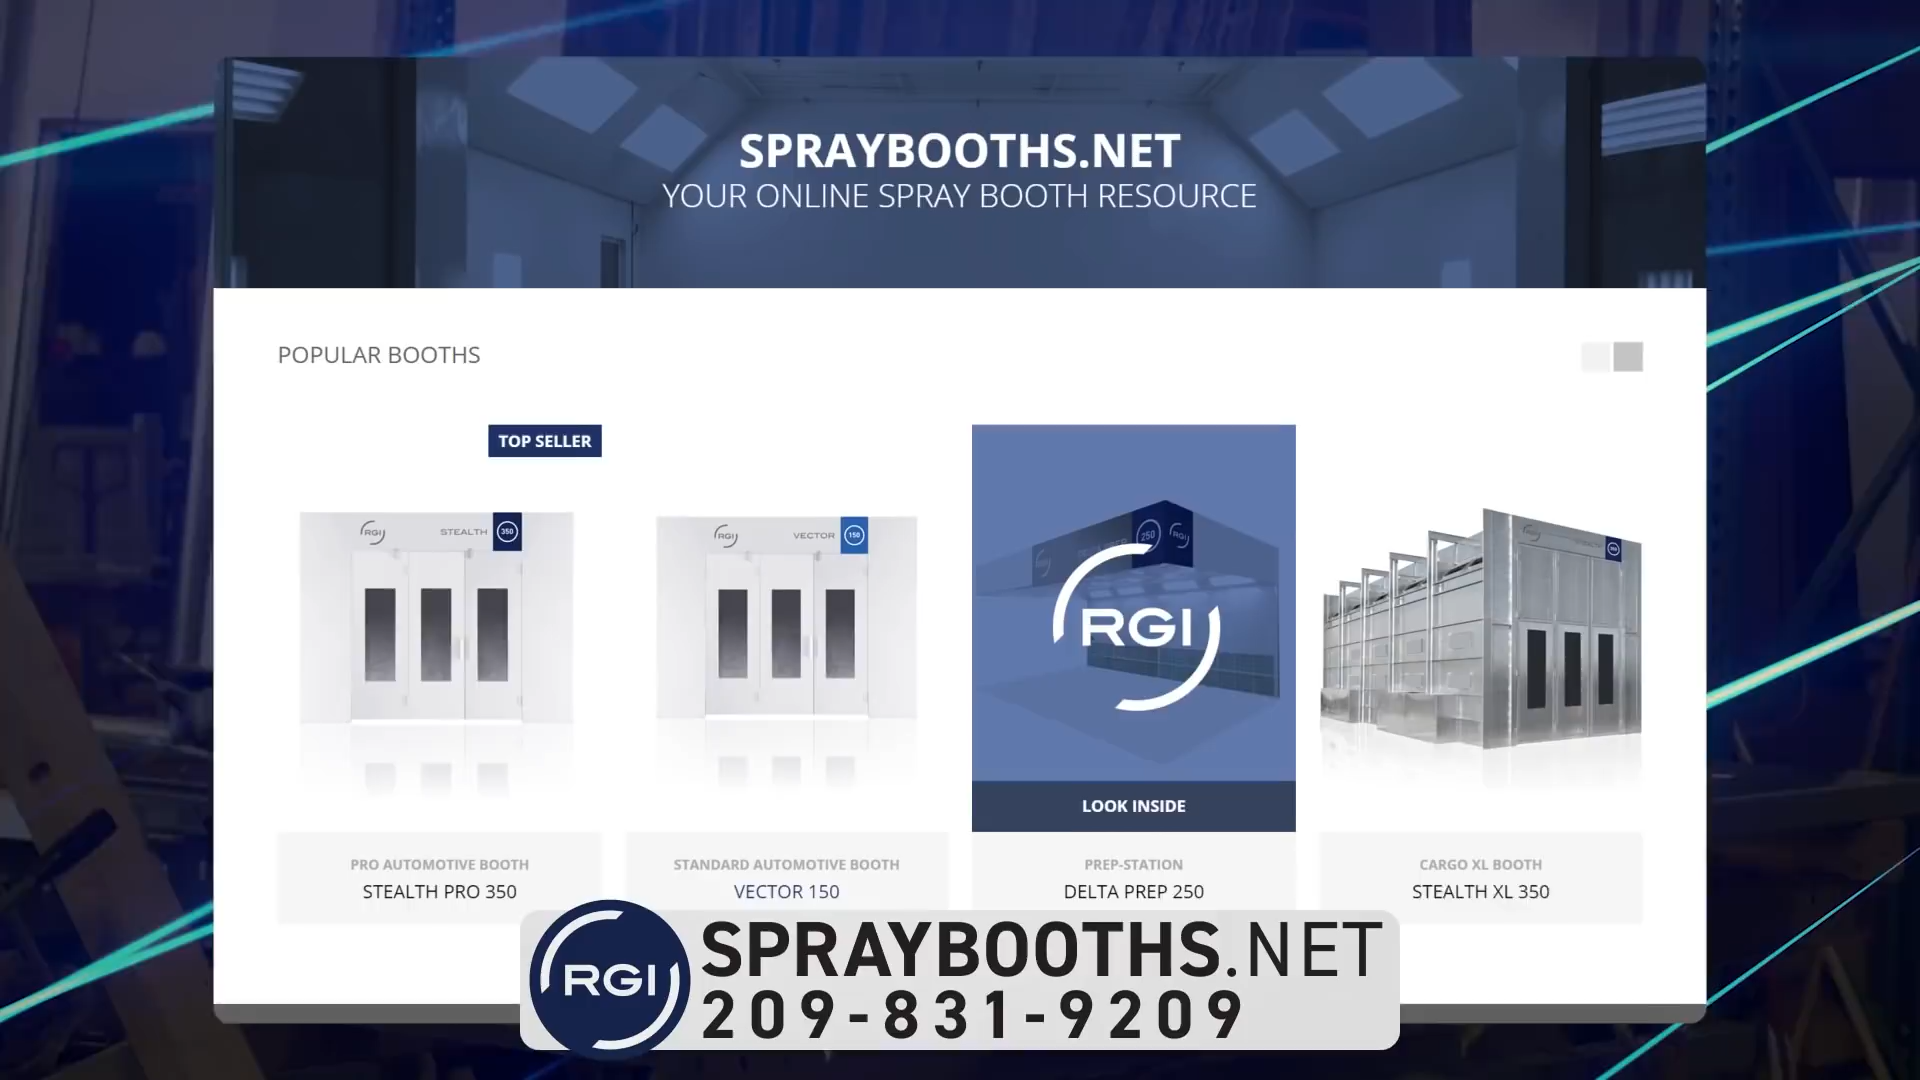 SPRAYBOOTHS.NET
YOUR ONLINE SPRAY BOOTH RESOURCE
POPULAR BOOTHS
TOP SELLER
RGI STEALTH 350
RGI VECTOR 150
250 RGI
RGI
LOOK INSIDE
PRO AUTOMOTIVE BOOTH
STEALTH PRO 350
STANDARD AUTOMOTIVE BOOTH
VECTOR 150
PREP-STATION
DELTA PREP 250
CARGO XL BOOTH
STEALTH XL 350
RGI
SPRAYBOOTHS.NET
209-831-9209